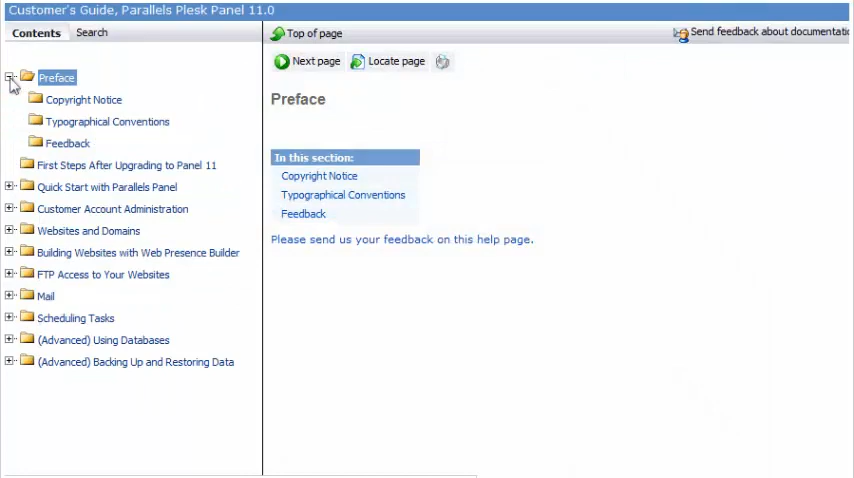 Customer's Guide, Parallels Plesk Panel 11.0
Contents
Search
Top of page
Send feedback about
Next page
Locate page
Preface
Copyright Notice
Typographical Conventions
Feedback
First Steps After Upgrading to Panel 11
Quick Start with Parallels Panel
Customer Account Administration
Websites and Domains
Building Websites with Web Presence Builder
FTP Access to Your Websites
Mail
Scheduling Tasks
(Advanced) Using Databases
(Advanced) Backing Up and Restoring Data
Preface
In this section:
Copyright Notice
Typographical Conventions
Feedback
Please send us your feedback on this help page.